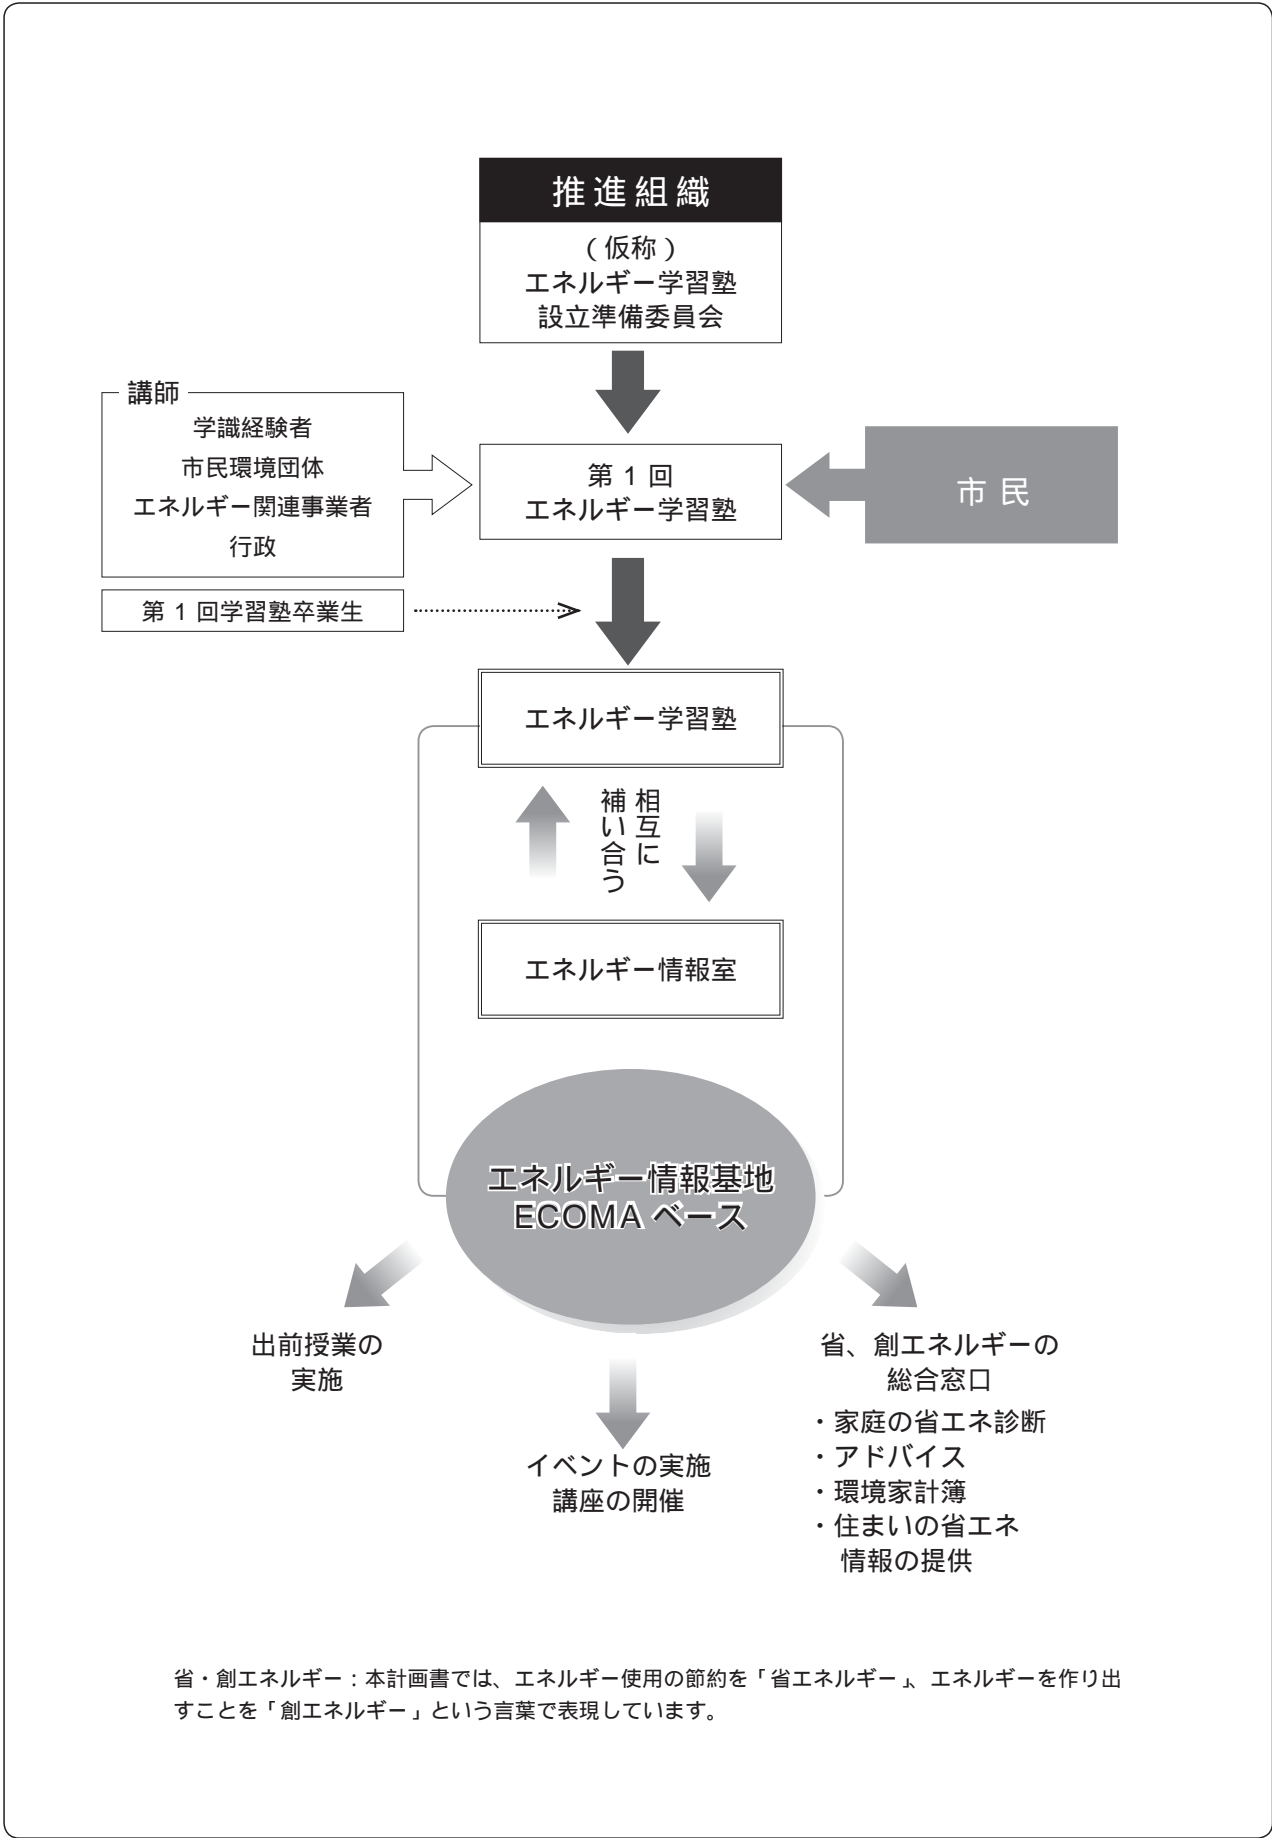 推進組織
(仮称)
エネルギー学習塾
設立準備委員会
講師
学識経験者
市民環境団体
エネルギー関連事業者
行政
第 1 回
エネルギー学習塾
市 民
第 1 回学習塾卒業生
エネルギー学習塾
相互に
補い合う
エネルギー情報室
エネルギー情報基地
ECOMA ベース
出前授業の
実施
イベントの実施
講座の開催
省、創エネルギーの
総合窓口
・家庭の省エネ診断
・アドバイス
・環境家計簿
・住まいの省エネ
情報の提供
省・創エネルギー：本計画書では、エネルギー使用の節約を「省エネルギー」、エネルギーを作り出
すことを「創エネルギー」という言葉で表現しています。